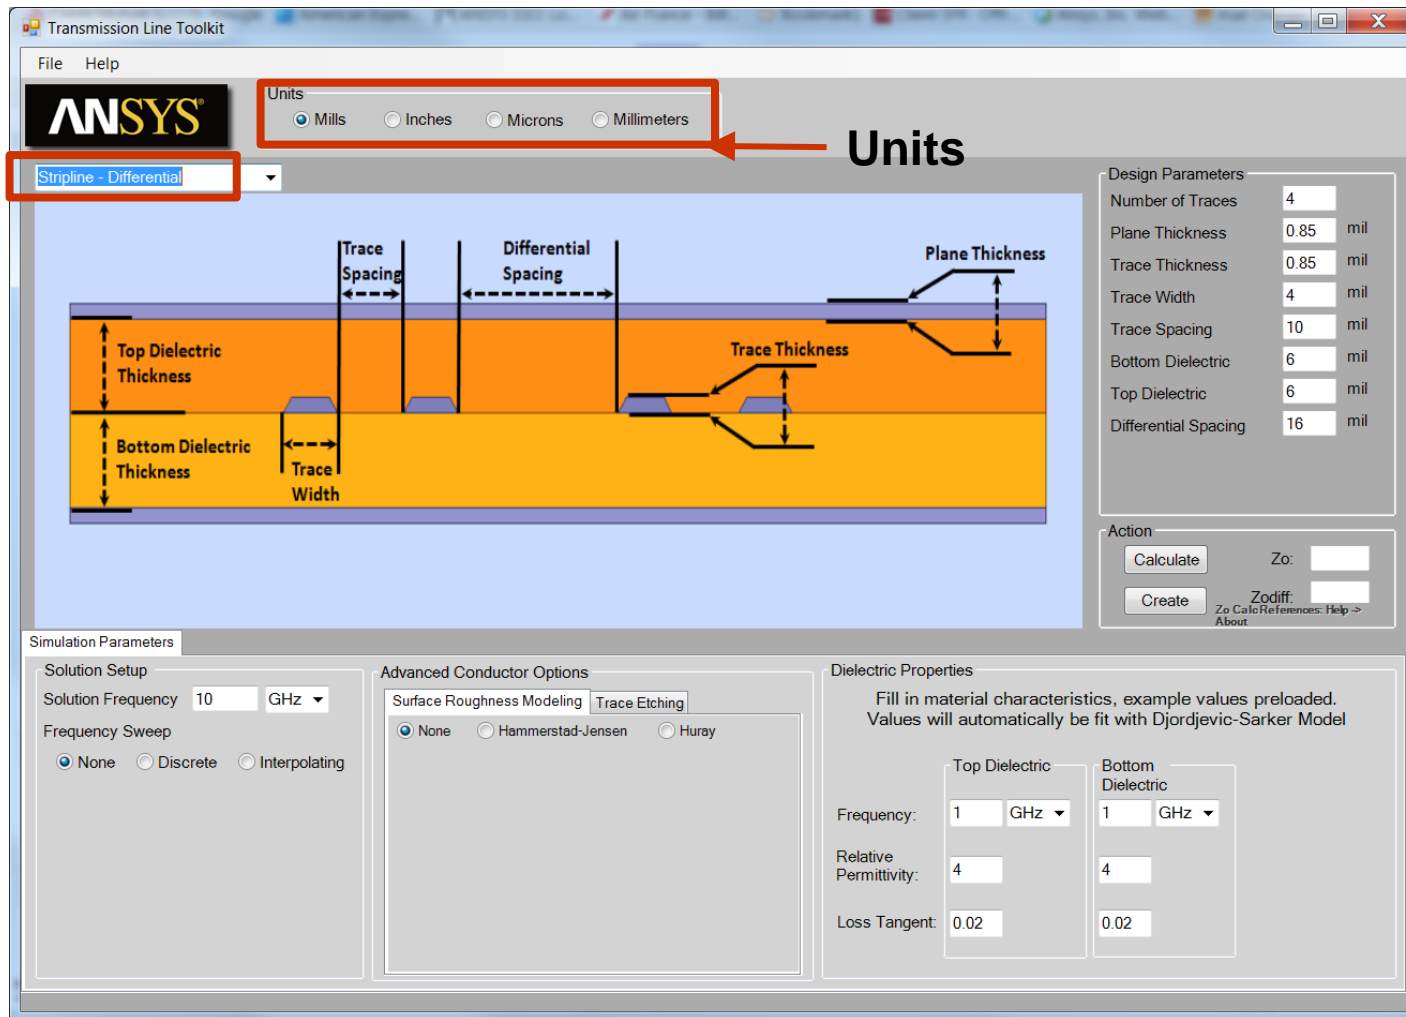 Transmission Line Toolkit
File Help
ANSYS
Units
Mills Inches Microns Millimeters
Units
Stripline - Differential
Trace
Spacing
Differential
Spacing
Plane Thickness
Top Dielectric
Thickness
Trace Thickness
Bottom Dielectric
Thickness
Trace
Width
Design Parameters
Number of Traces 4
Plane Thickness 0.85 mil
Trace Thickness 0.85 mil
Trace Width 4 mil
Trace Spacing 10 mil
Bottom Dielectric 6 mil
Top Dielectric 6 mil
Differential Spacing 16 mil
Action
Calculate Zo:
Create Zodiff:
Zo Calc References: Help ->
About
Simulation Parameters
Solution Setup
Solution Frequency 10 GHz
Frequency Sweep
None Discrete Interpolating
Advanced Conductor Options
Surface Roughness Modeling Trace Etching
None Hammerstad-Jensen Huray
Dielectric Properties
Fill in material characteristics, example values preloaded.
Values will automatically be fit with Djordjevic-Sarker Model
Top Dielectric Bottom
Dielectric
Frequency: 1 GHz 1 GHz
Relative
Permittivity: 4 4
Loss Tangent: 0.02 0.02